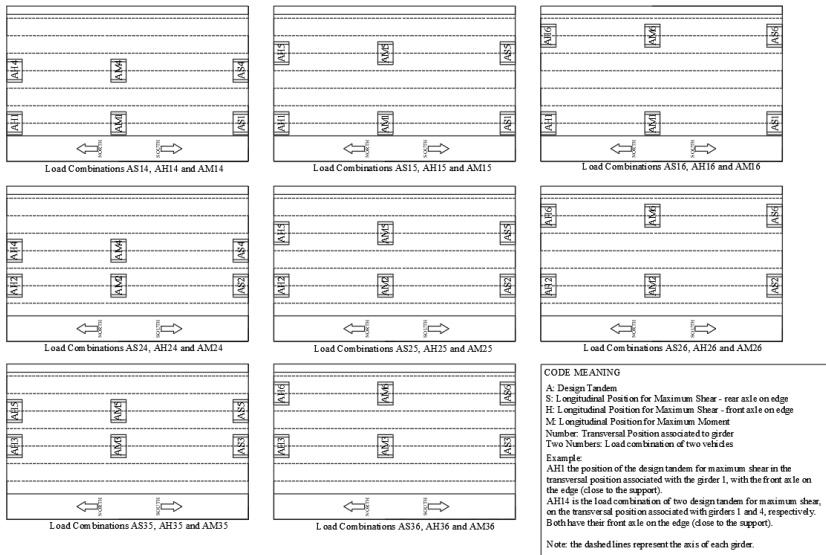 AH4 AM4 AS4
AH1 AM1 AS1
NORTH SOUTH
Load Combinations AS14, AH14 and AM14
AH5 AM5 AS5
AH1 AM1 AS1
NORTH SOUTH
Load Combinations AS15, AH15 and AM15
AH6 AM6 AS6
AH1 AM1 AS1
NORTH SOUTH
Load Combinations AS16, AH16 and AM16
AH4 AM4 AS4
AH2 AM2 AS2
NORTH SOUTH
Load Combinations AS24, AH24 and AM24
AH5 AM5 AS5
AH2 AM2 AS2
NORTH SOUTH
Load Combinations AS25, AH25 and AM25
AH6 AM6 AS6
AH2 AM2 AS2
NORTH SOUTH
Load Combinations AS26, AH26 and AM26
AH5 AM5 AS5
AH3 AM3 AS3
NORTH SOUTH
Load Combinations AS35, AH35 and AM35
AH6 AM6 AS6
AH3 AM3 AS3
NORTH SOUTH
Load Combinations AS36, AH36 and AM36
CODE MEANING
A: Design Tandem
S: Longitudinal Position for Maximum Shear - rear axle on edge
H: Longitudinal Position for Maximum Shear - front axle on edge
M: Longitudinal Position for Maximum Moment
Number: Transversal Position associated to girder
Two Numbers: Load combination of two vehicles
Example:
AH1 the position of the design tandem for maximum shear in the
transversal position associated with the girder 1, with the front axle on
the edge (close to the support).
AH14 is the load combination of two design tandem for maximum shear,
on the transversal position associated with girders 1 and 4, respectively.
Both have their front axle on the edge (close to the support).
Note: the dashed lines represent the axis of each girder.